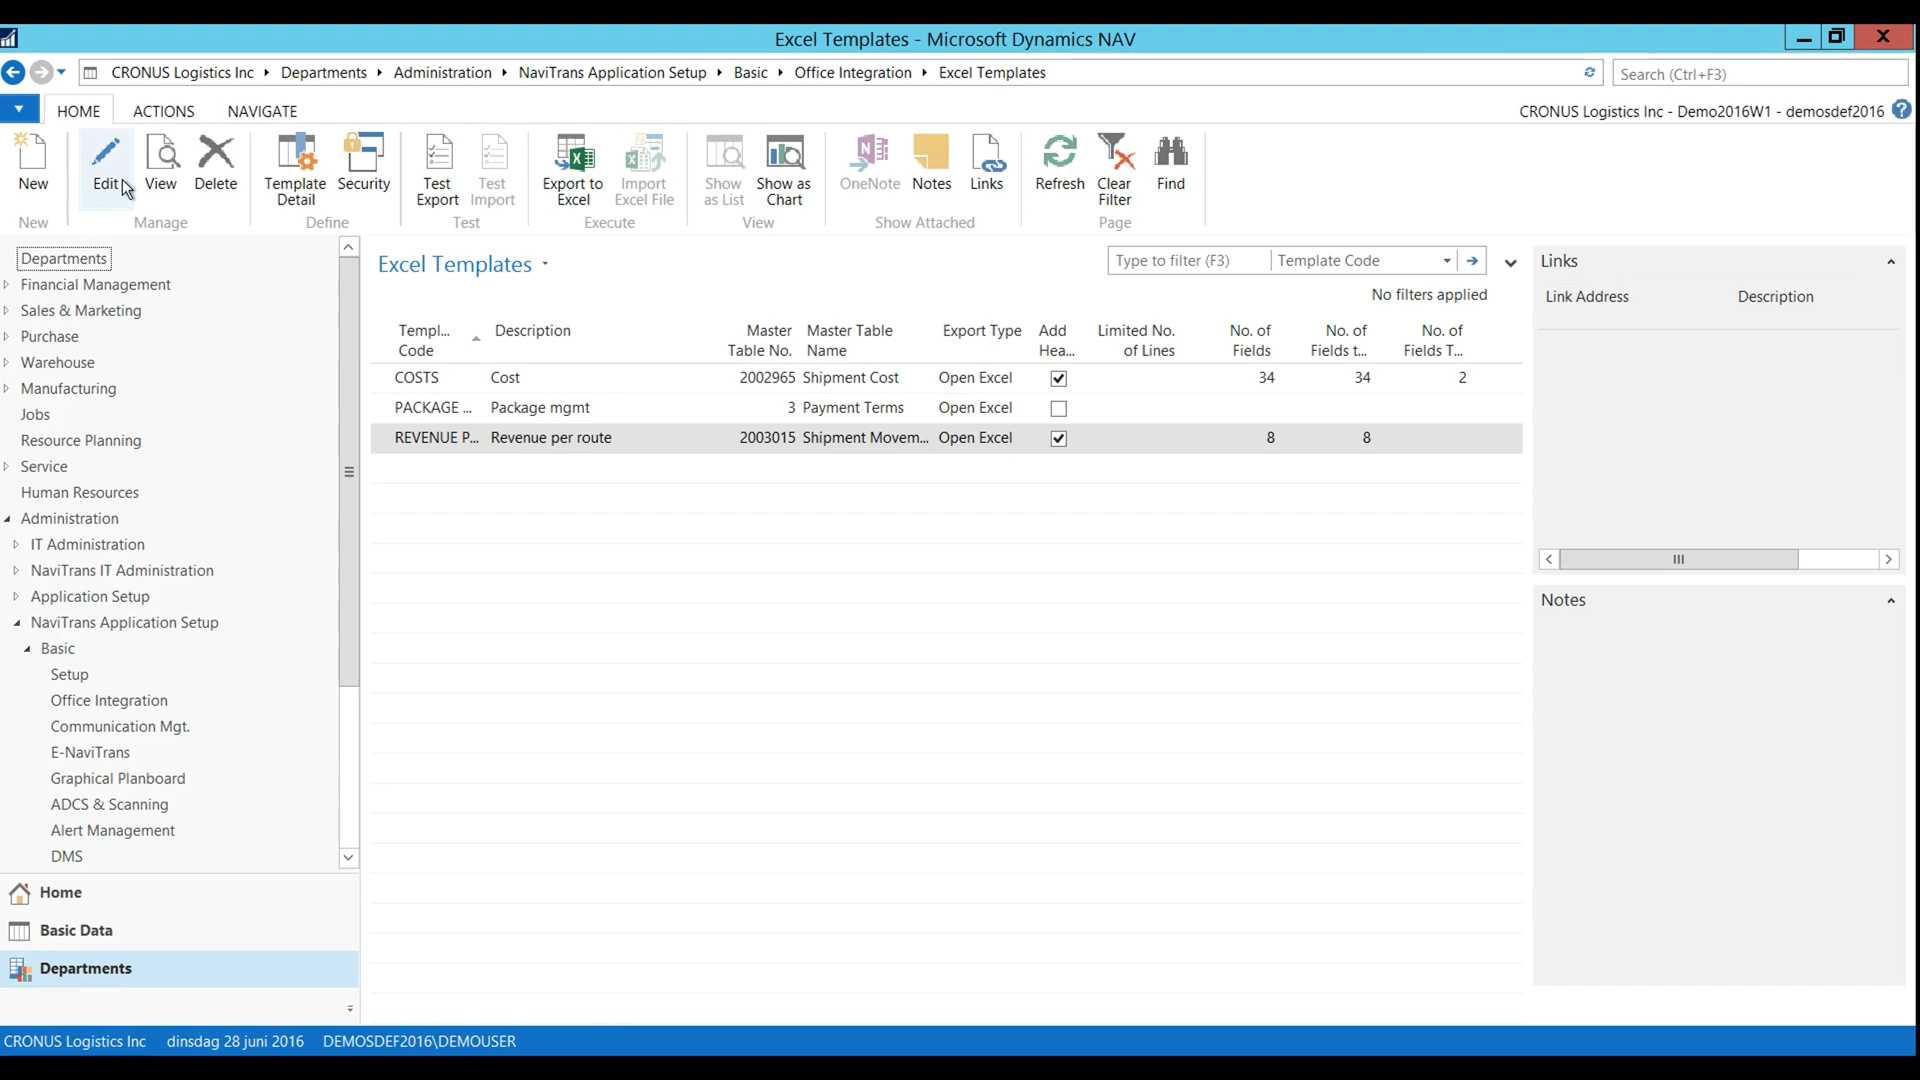 Excel Templates - Microsoft Dynamics NAV
CRONUS Logistics Inc
Departments
Administration
NaviTrans Application Setup
Basic
Office Integration
Excel Templates
Search (Ctrl+F3)
HOME
ACTIONS
NAVIGATE
CRONUS Logistics Inc - Demo2016W1 - demosdef2016
New
Edit
View
Delete
Template
Detail
Security
Test
Export
Test
Import
Export to
Excel
Import
Excel File
Show
as List
Show as
Chart
OneNote
Notes
Links
Refresh
Clear
Filter
Find
New
Manage
Define
Test
Execute
View
Show Attached
Page
Departments
Financial Management
Sales & Marketing
Purchase
Warehouse
Manufacturing
Jobs
Resource Planning
Service
Human Resources
Administration
IT Administration
NaviTrans IT Administration
Application Setup
NaviTrans Application Setup
Basic
Setup
Office Integration
Communication Mgt.
E-NaviTrans
Graphical Planboard
ADCS & Scanning
Alert Management
DMS
Home
Basic Data
Departments
Excel Templates
Type to filter (F3)
Template Code
No filters applied
Templ...
Code
Description
Master
Table No.
Master Table
Name
Export Type
Add
Hea...
Limited No.
of Lines
No. of
Fields
No. of
Fields t...
No. of
Fields T...
COSTS Cost 2002965 Shipment Cost Open Excel 34 34 2
PACKAGE ... Package mgmt 3 Payment Terms Open Excel
REVENUE P... Revenue per route 2003015 Shipment Movem... Open Excel 8 8
Links
Link Address
Description
Notes
CRONUS Logistics Inc
dinsdag 28 juni 2016
DEMOSDEF2016\DEMOUSER